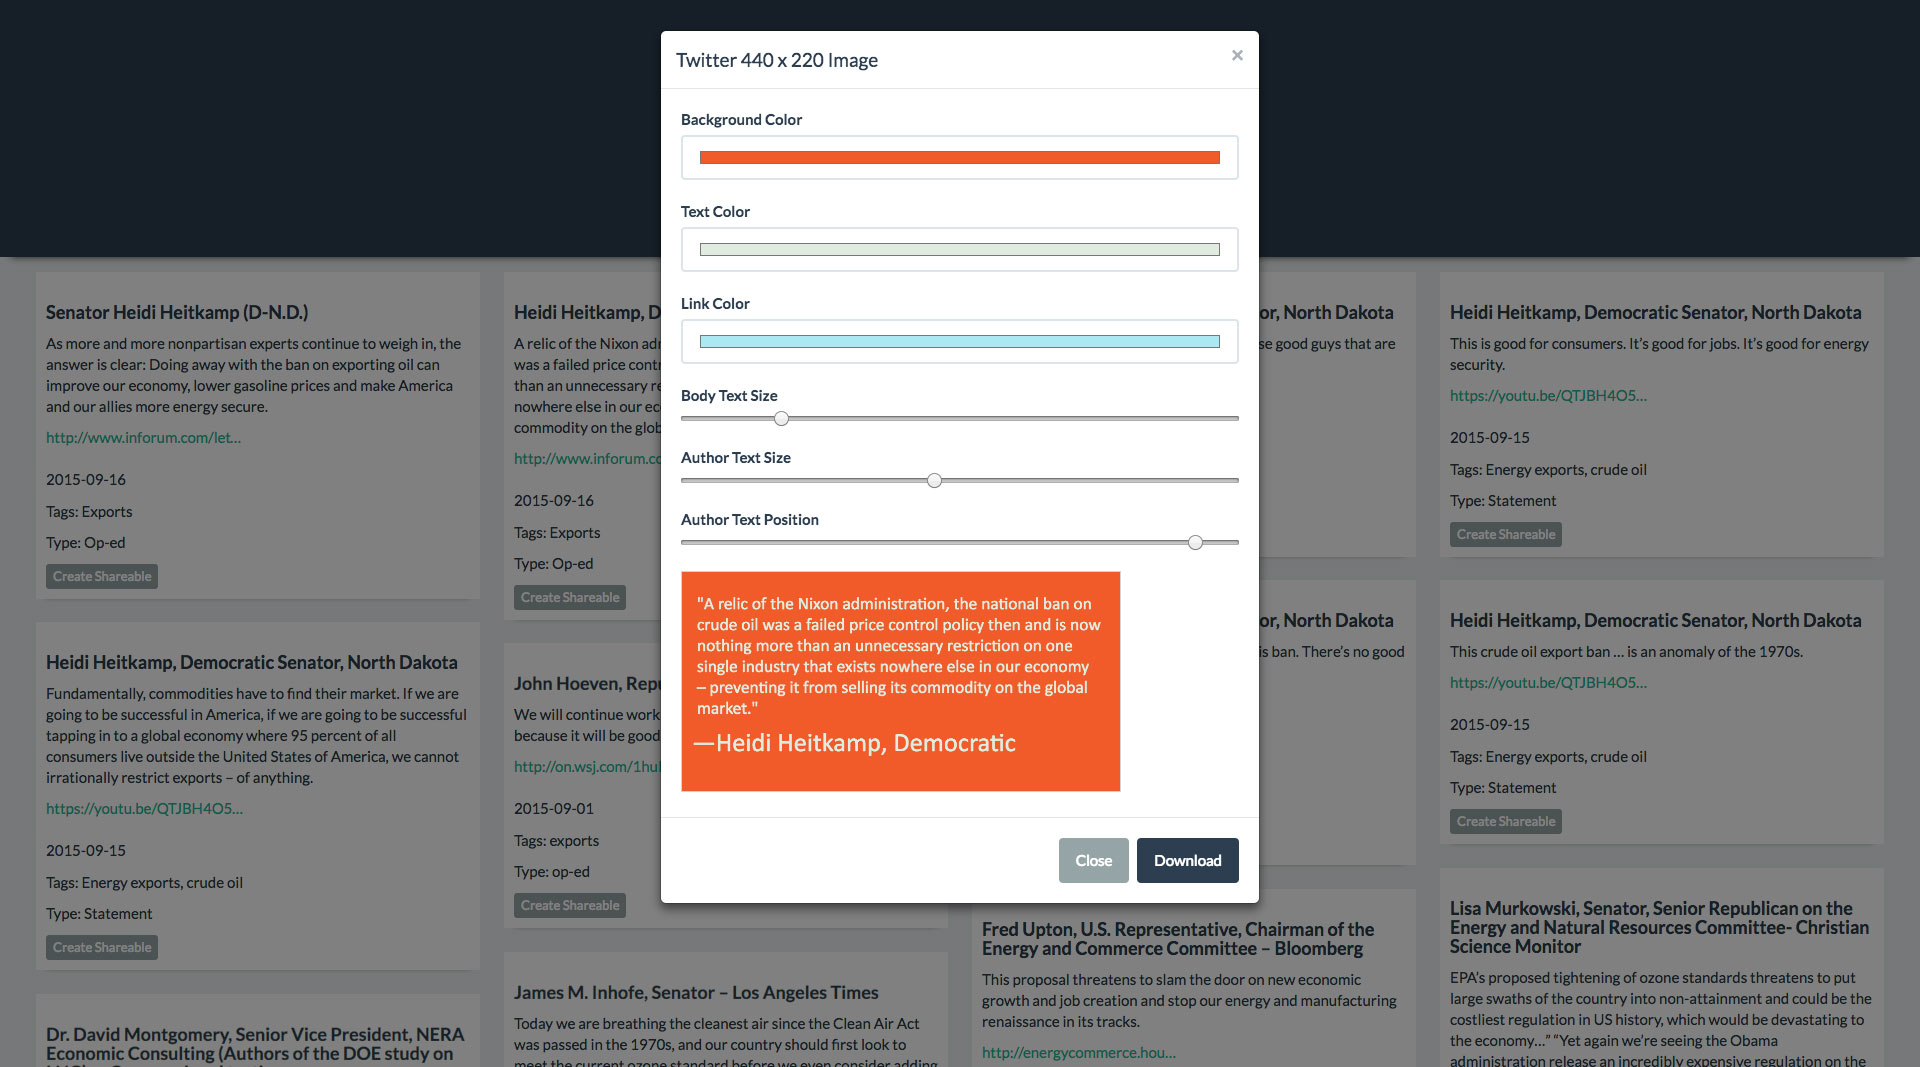 Twitter 440 x 220 Image
×
Background Color
Text Color
Link Color
Body Text Size
Author Text Size
Author Text Position
"A relic of the Nixon administration, the national ban on
crude oil was a failed price control policy then and is now
nothing more than an unnecessary restriction on one
single industry that exists nowhere else in our economy
– preventing it from selling its commodity on the global
market."
—Heidi Heitkamp, Democratic
Close
Download
Senator Heidi Heitkamp (D-N.D.)
As more and more nonpartisan experts continue to weigh in, the
answer is clear: Doing away with the ban on exporting oil can
improve our economy, lower gasoline prices and make America
and our allies more energy secure.
http://www.inforum.com/let...
2015-09-16
Tags: Exports
Type: Op-ed
Create Shareable
Heidi Heitkamp, Democratic Senator, North Dakota
Fundamentally, commodities have to find their market. If we are
going to be successful in America, if we are going to be successful
tapping in to a global economy where 95 percent of all
consumers live outside the United States of America, we cannot
irrationally restrict exports – of anything.
https://youtu.be/QTJBH4O5...
2015-09-15
Tags: Energy exports, crude oil
Type: Statement
Create Shareable
Dr. David Montgomery, Senior Vice President, NERA
Economic Consulting (Authors of the DOE study on
Heidi Heitkamp, D
A relic of the Nixon adr
was a failed price contr
than an unnecessary re
nowhere else in our ec
commodity on the glob
http://www.inforum.co
2015-09-16
Tags: Exports
Type: Op-ed
Create Shareable
John Hoeven, Repu
We will continue work
because it will be good
http://on.wsj.com/1hu
2015-09-01
Tags: exports
Type: op-ed
Create Shareable
James M. Inhofe, Senator – Los Angeles Times
Today we are breathing the cleanest air since the Clean Air Act
was passed in the 1970s, and our country should first look to
meet the current ozone standard before we even consider adding
or, North Dakota
se good guys that are
or, North Dakota
is ban. There's no good
Fred Upton, U.S. Representative, Chairman of the
Energy and Commerce Committee – Bloomberg
This proposal threatens to slam the door on new economic
growth and job creation and stop our energy and manufacturing
renaissance in its tracks.
http://energycommerce.hou...
Heidi Heitkamp, Democratic Senator, North Dakota
This is good for consumers. It's good for jobs. It's good for energy
security.
https://youtu.be/QTJBH4O5...
2015-09-15
Tags: Energy exports, crude oil
Type: Statement
Create Shareable
Heidi Heitkamp, Democratic Senator, North Dakota
This crude oil export ban ... is an anomaly of the 1970s.
https://youtu.be/QTJBH4O5...
2015-09-15
Tags: Energy exports, crude oil
Type: Statement
Create Shareable
Lisa Murkowski, Senator, Senior Republican on the
Energy and Natural Resources Committee- Christian
Science Monitor
EPA's proposed tightening of ozone standards threatens to put
large swaths of the country into non-attainment and could be the
costliest regulation in US history, which would be devastating to
the economy…" "Yet again we're seeing the Obama
administration release an incredibly expensive regulation on the